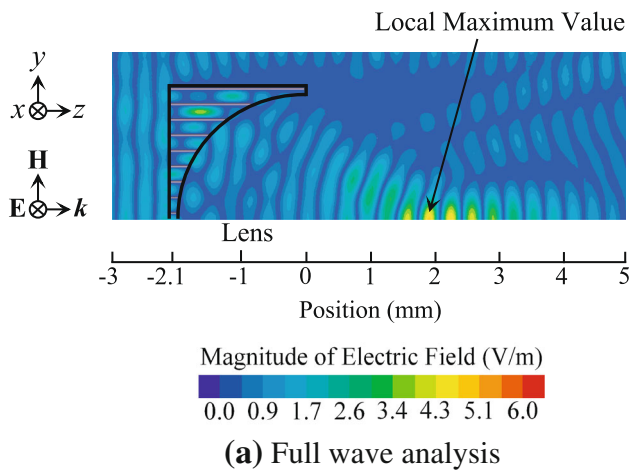 Local Maximum Value
y
x z
H
E k
Lens
-3 -2.1 -1 0 1 2 3 4 5
Position (mm)
Magnitude of Electric Field (V/m)
0.0 0.9 1.7 2.6 3.4 4.3 5.1 6.0
(a) Full wave analysis